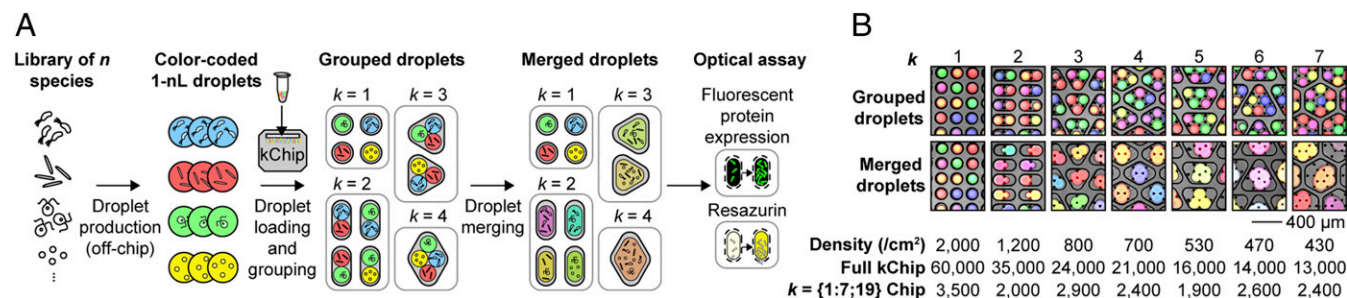 A
Library of n
species
Droplet
production
(off-chip)
Color-coded
1-nL droplets
kChip
Droplet
loading
and
grouping
Grouped droplets
k = 1
k = 3
k = 2
k = 4
Droplet
merging
Merged droplets
k = 1
k = 3
k = 2
k = 4
Optical assay
Fluorescent
protein
expression
Resazurin
B
k 1 2 3 4 5 6 7
Grouped
droplets
Merged
droplets
400 µm
Density (/cm²) 2,000 1,200 800 700 530 470 430
Full kChip 60,000 35,000 24,000 21,000 16,000 14,000 13,000
k = {1:7;19} Chip 3,500 2,000 2,900 2,400 1,900 2,600 2,400